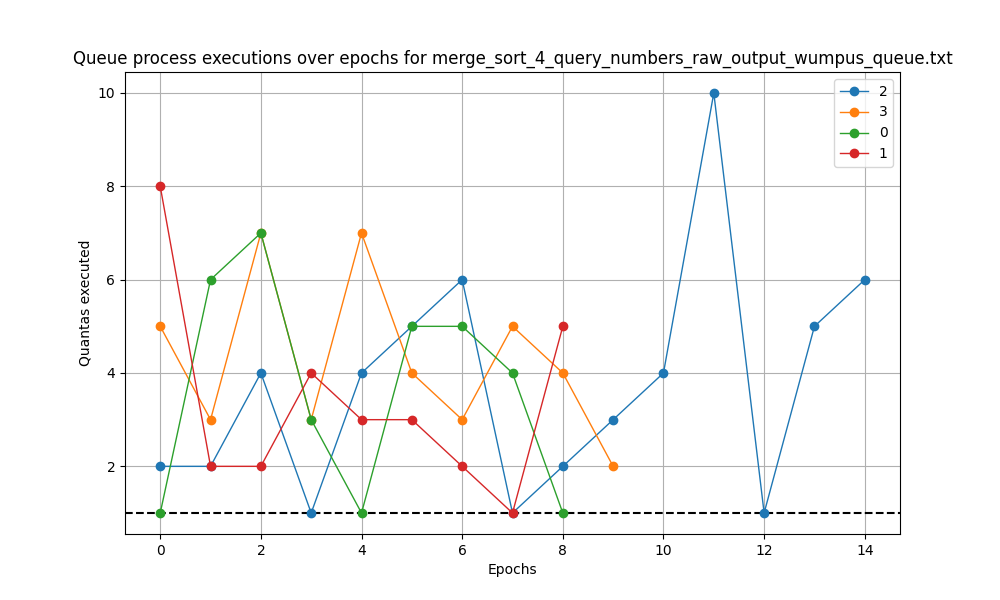 Queue process executions over epochs for merge_sort_4_query_numbers_raw_output_wumpus_queue.txt
2
3
0
1
10
8
6
4
2
Quantas executed
0 2 4 6 8 10 12 14
Epochs